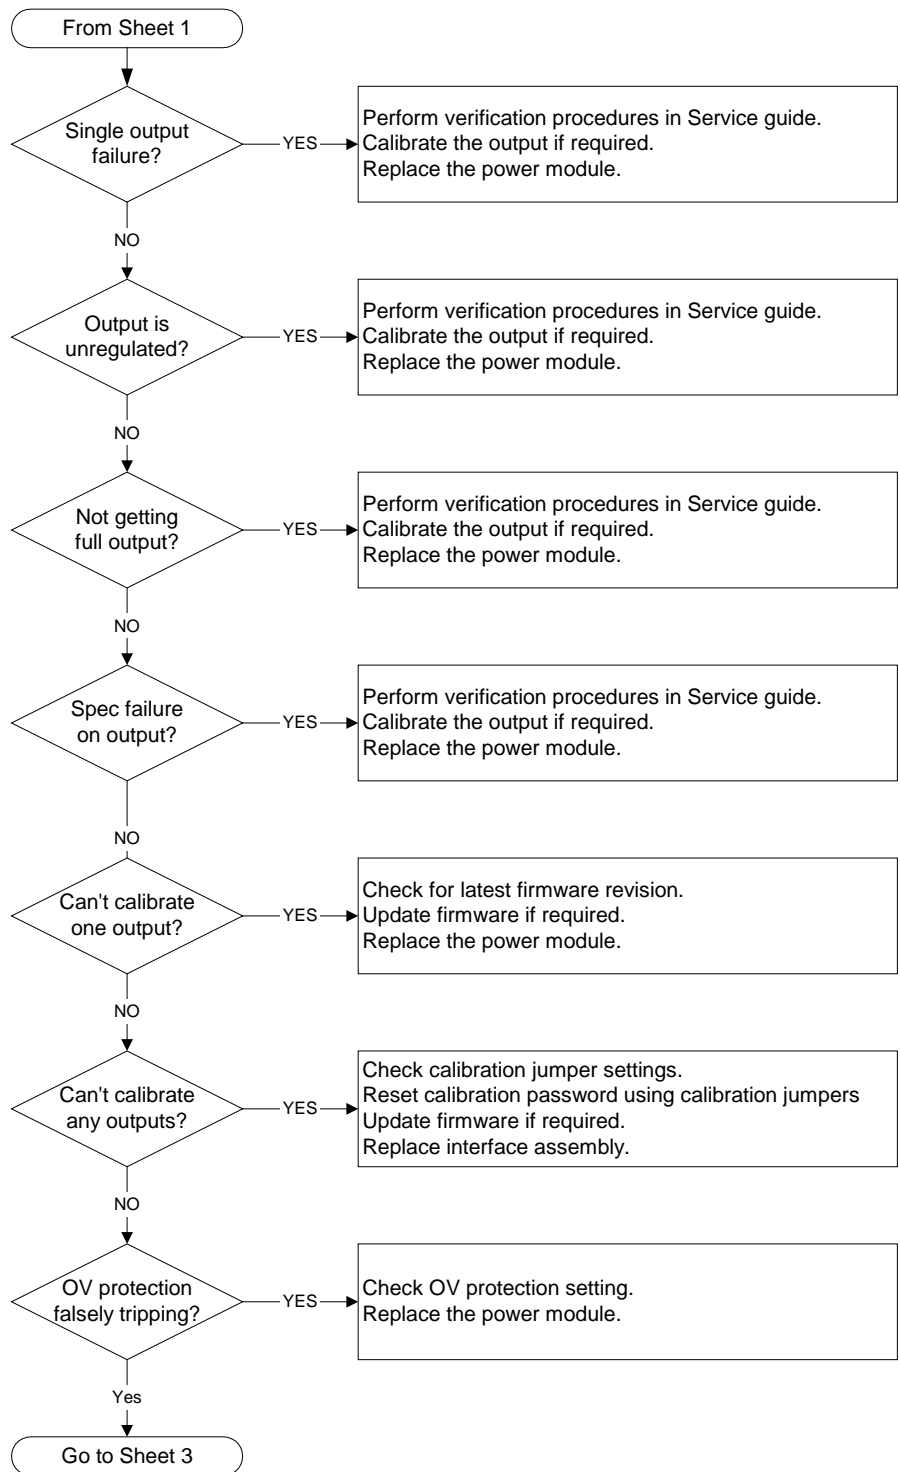 From Sheet 1
Single output
failure?
YES
Perform verification procedures in Service guide.
Calibrate the output if required.
Replace the power module.
NO
Output is
unregulated?
YES
Perform verification procedures in Service guide.
Calibrate the output if required.
Replace the power module.
NO
Not getting
full output?
YES
Perform verification procedures in Service guide.
Calibrate the output if required.
Replace the power module.
NO
Spec failure
on output?
YES
Perform verification procedures in Service guide.
Calibrate the output if required.
Replace the power module.
NO
Can't calibrate
one output?
YES
Check for latest firmware revision.
Update firmware if required.
Replace the power module.
NO
Can't calibrate
any outputs?
YES
Check calibration jumper settings.
Reset calibration password using calibration jumpers
Update firmware if required.
Replace interface assembly.
NO
OV protection
falsely tripping?
YES
Check OV protection setting.
Replace the power module.
Yes
Go to Sheet 3